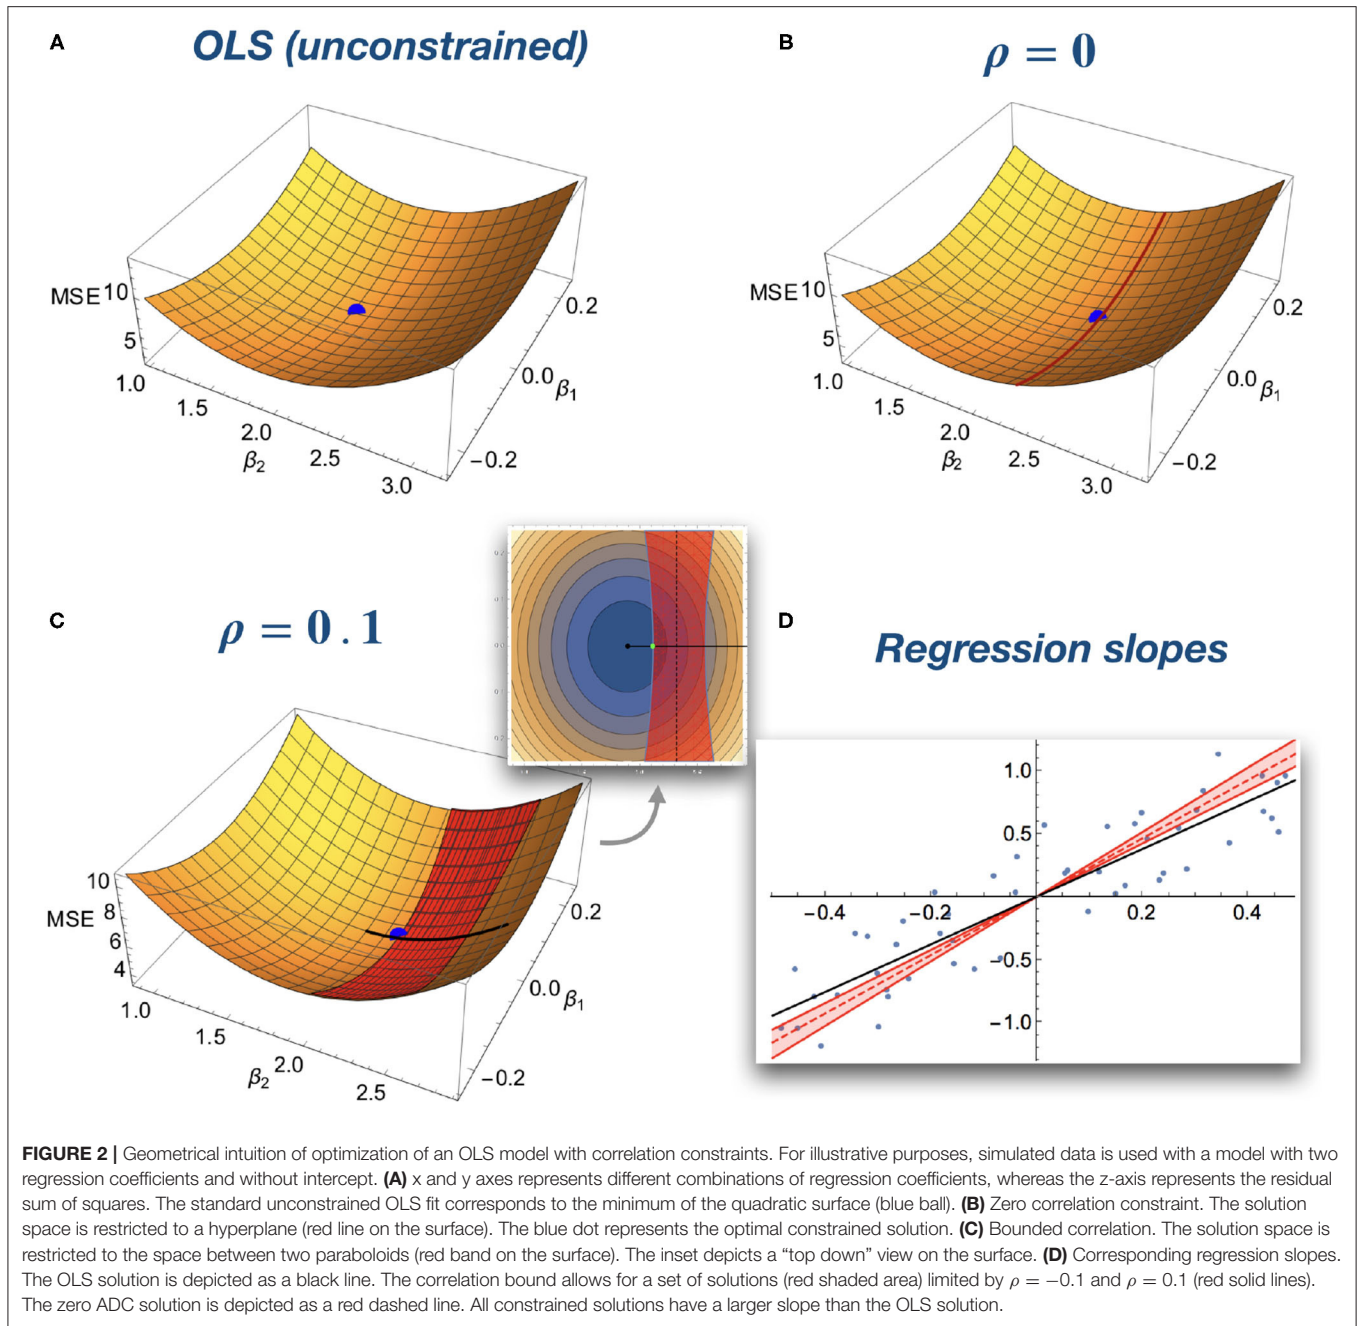 A
OLS (unconstrained)
MSE
10
5
1.0
1.5
2.0
2.5
3.0
β2
0.2
0.0
−0.2
β1
B
ρ = 0
MSE
10
5
1.0
1.5
2.0
2.5
3.0
β2
0.2
0.0
−0.2
β1
C
ρ = 0.1
10
8
6
4
MSE
1.0
1.5
2.0
2.5
β2
0.2
0.0
−0.2
β1
D
Regression slopes
1.0
0.5
−0.4
−0.2
0.2
0.4
−0.5
−1.0
FIGURE 2 | Geometrical intuition of optimization of an OLS model with correlation constraints. For illustrative purposes, simulated data is used with a model with two
regression coefficients and without intercept. (A) x and y axes represents different combinations of regression coefficients, whereas the z-axis represents the residual
sum of squares. The standard unconstrained OLS fit corresponds to the minimum of the quadratic surface (blue ball). (B) Zero correlation constraint. The solution
space is restricted to a hyperplane (red line on the surface). The blue dot represents the optimal constrained solution. (C) Bounded correlation. The solution space is
restricted to the space between two paraboloids (red band on the surface). The inset depicts a “top down” view on the surface. (D) Corresponding regression slopes.
The OLS solution is depicted as a black line. The correlation bound allows for a set of solutions (red shaded area) limited by ρ = −0.1 and ρ = 0.1 (red solid lines).
The zero ADC solution is depicted as a red dashed line. All constrained solutions have a larger slope than the OLS solution.